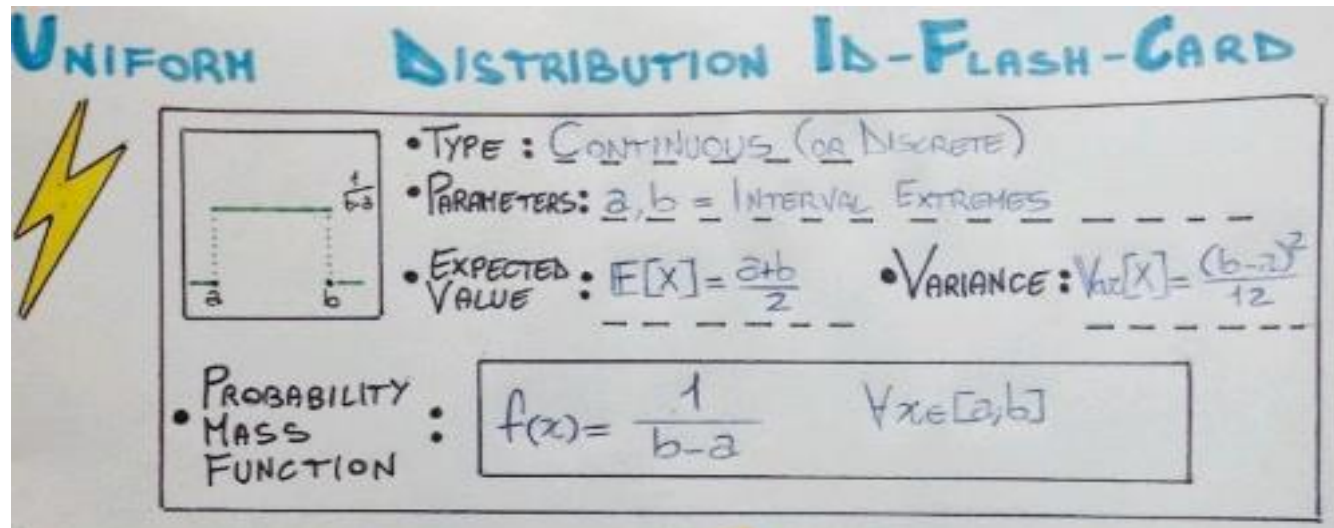 UNIFORM DISTRIBUTION ID-FLASH-CARD
• TYPE : CONTINUOUS (OR DISCRETE)
1/b-a
• PARAMETERS: a, b = INTERVAL EXTREMES
a b
• EXPECTED VALUE : E[X] = a+b/2 • VARIANCE : Var[X] = (b-a)²/12
• PROBABILITY
MASS
FUNCTION : f(x) = 1/b-a ∀x∈[a,b]